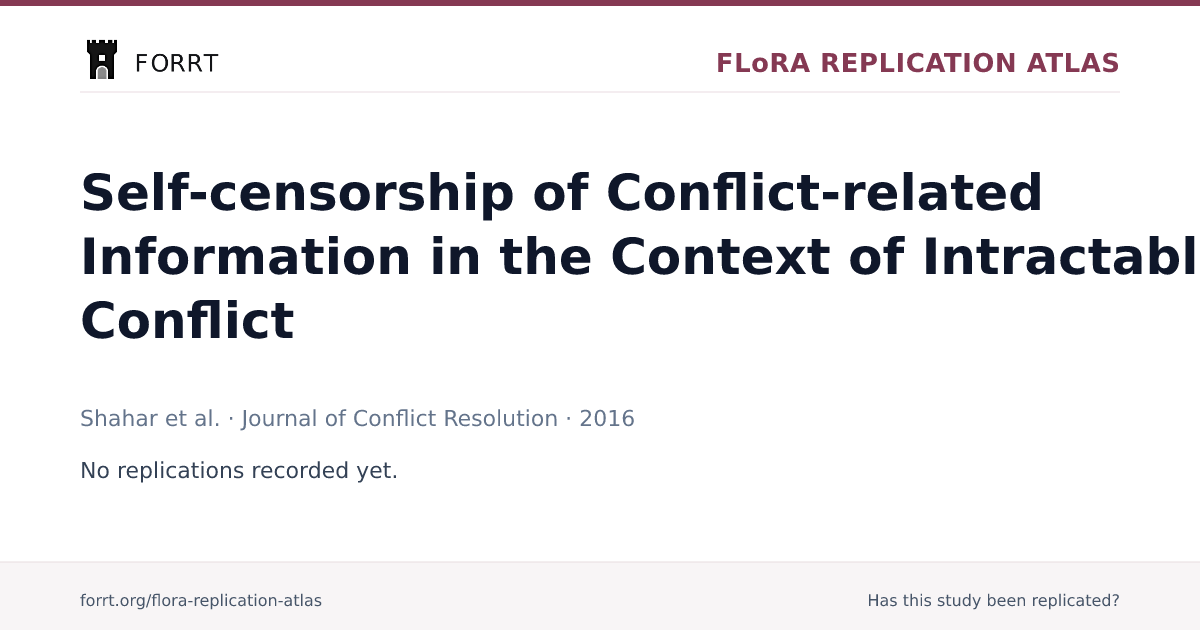 FORRT
FLoRA REPLICATION ATLAS
Self-censorship of Conflict-related
Information in the Context of Intractabl
Conflict
Shahar et al. · Journal of Conflict Resolution · 2016
No replications recorded yet.
forrt.org/flora-replication-atlas
Has this study been replicated?